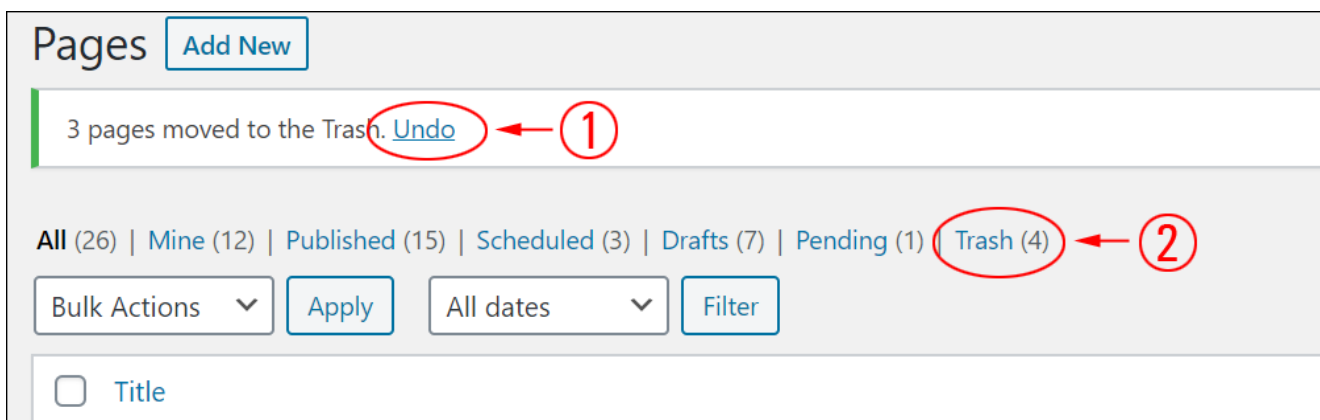 Pages Add New
3 pages moved to the Trash. Undo 1
All (26) | Mine (12) | Published (15) | Scheduled (3) | Drafts (7) | Pending (1) | Trash (4) 2
Bulk Actions Apply All dates Filter
Title